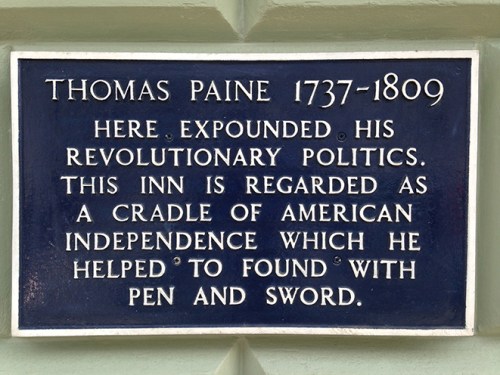 THOMAS PAINE 1737-1809
HERE EXPOUNDED HIS
REVOLUTIONARY POLITICS.
THIS INN IS REGARDED AS
A CRADLE OF AMERICAN
INDEPENDENCE WHICH HE
HELPED TO FOUND WITH
PEN AND SWORD.